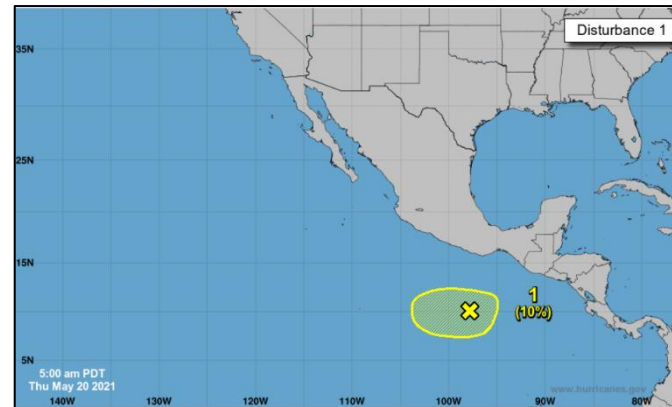 Disturbance 1
35N
25N
15N
1
(10%)
5N
5:00 am PDT
Thu May 20 2021
www.hurricanes.gov
140W 130W 120W 110W 100W 90W 80W